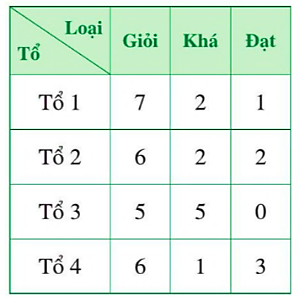 Loại
Tổ
Giỏi Khá Đạt
Tổ 1 7 2 1
Tổ 2 6 2 2
Tổ 3 5 5 0
Tổ 4 6 1 3